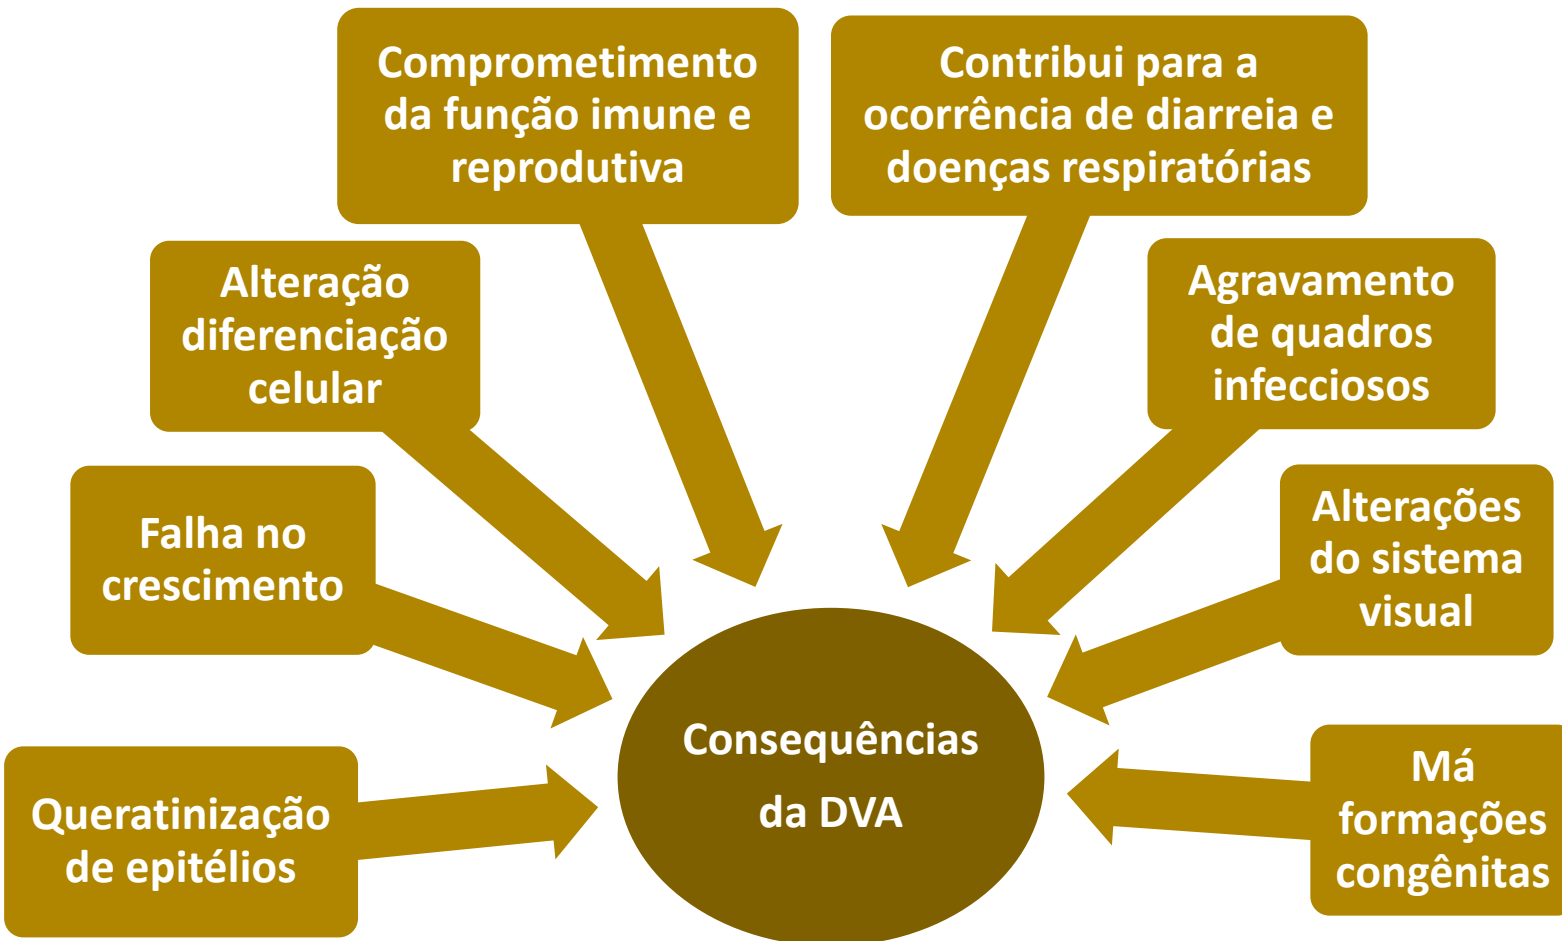 Comprometimento
da função imune e
reprodutiva
Contribui para a
ocorrência de diarreia e
doenças respiratórias
Alteração
diferenciação
celular
Agravamento
de quadros
infecciosos
Falha no
crescimento
Alterações
do sistema
visual
Queratinização
de epitélios
Consequências
da DVA
Má
formações
congênitas